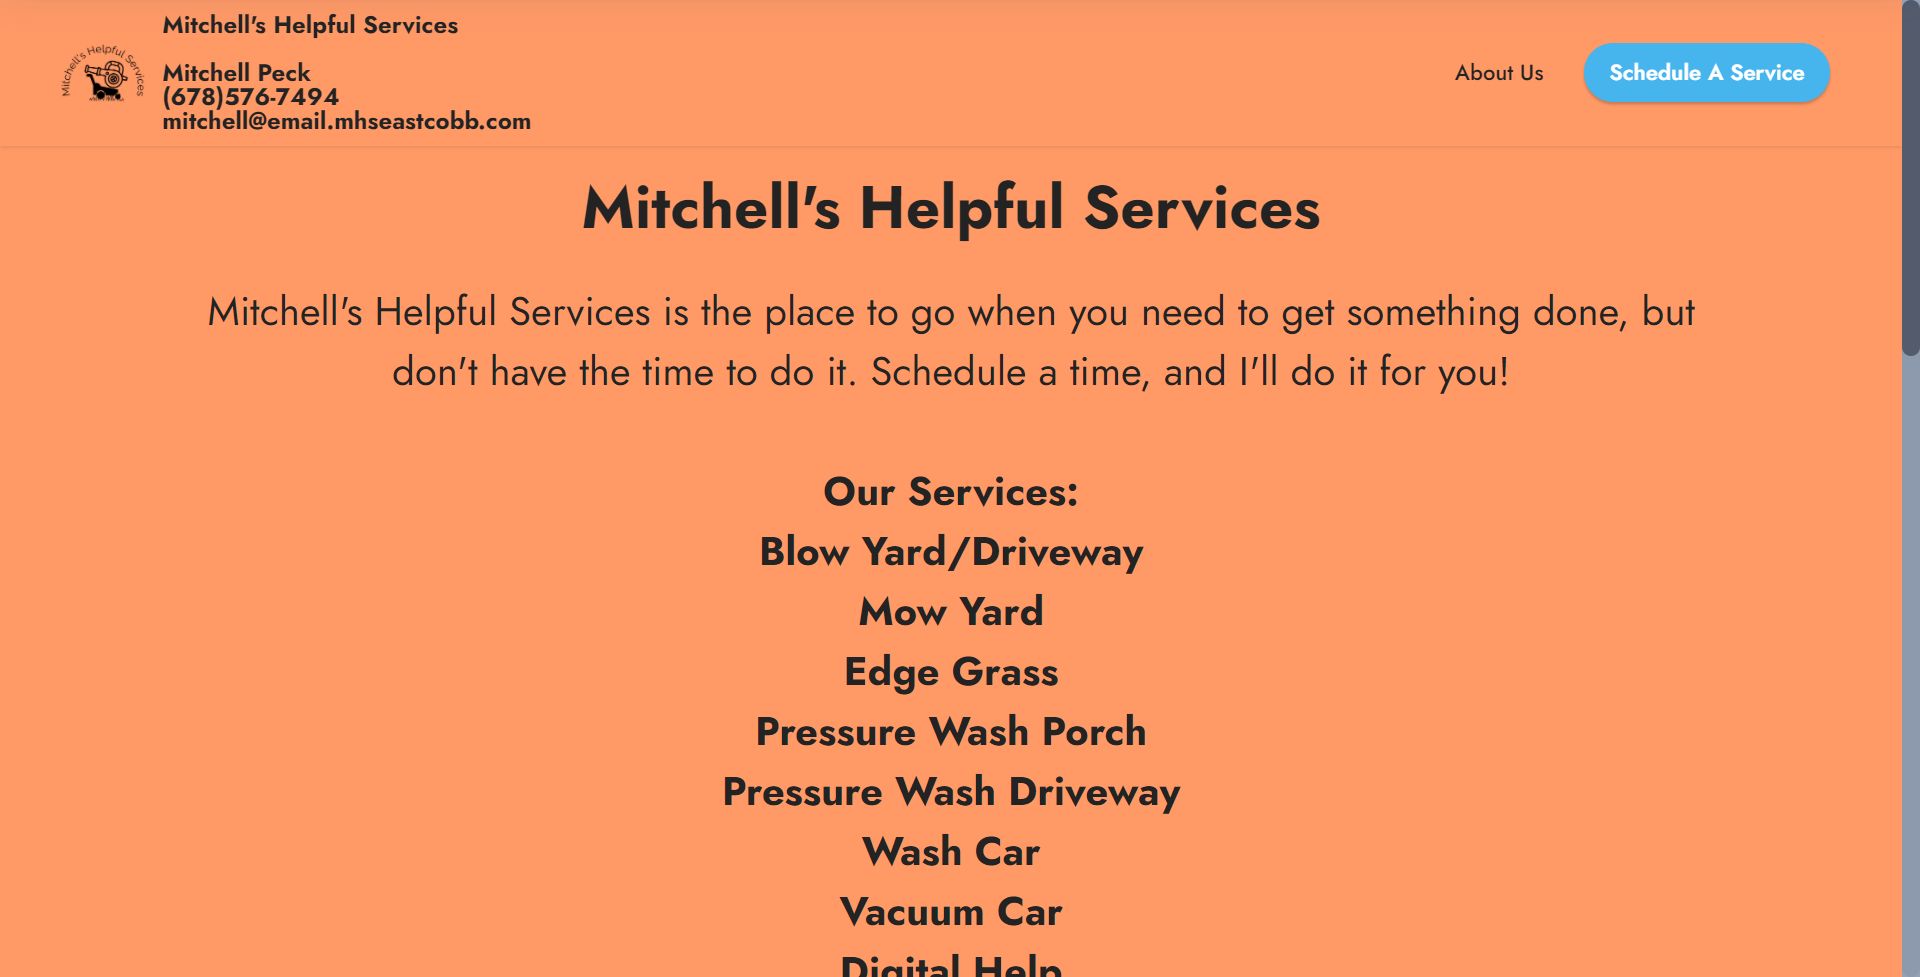 Mitchell's Helpful Services
Mitchell's Helpful Services
Mitchell Peck
(678)576-7494
mitchell@email.mhseastcobb.com
About Us
Schedule A Service
Mitchell's Helpful Services
Mitchell's Helpful Services is the place to go when you need to get something done, but
don't have the time to do it. Schedule a time, and I'll do it for you!
Our Services:
Blow Yard/Driveway
Mow Yard
Edge Grass
Pressure Wash Porch
Pressure Wash Driveway
Wash Car
Vacuum Car
Digital Help